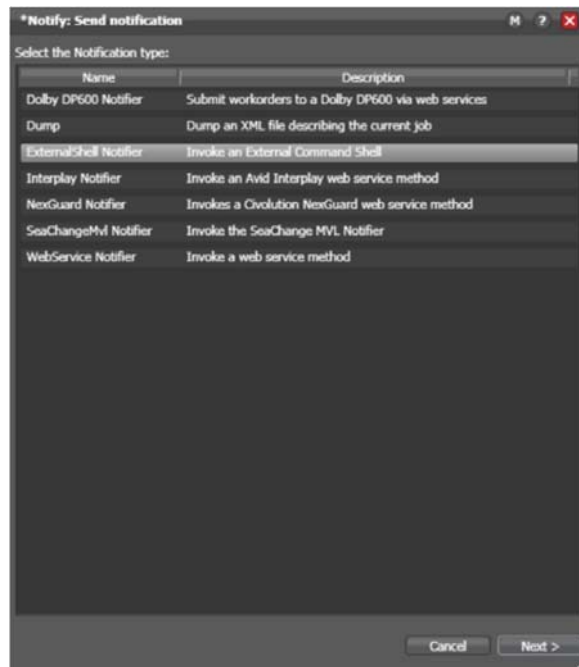 *Notify: Send notification M ? X
Select the Notification type:
Name Description
Dolby DP600 Notifier Submit workorders to a Dolby DP600 via web services
Dump Dump an XML file describing the current job
ExternalShell Notifier Invoke an External Command Shell
Interplay Notifier Invoke an Avid Interplay web service method
NexGuard Notifier Invokes a Civolution NexGuard web service method
SeaChangeMvl Notifier Invoke the SeaChange MVL Notifier
WebService Notifier Invoke a web service method
Cancel Next >